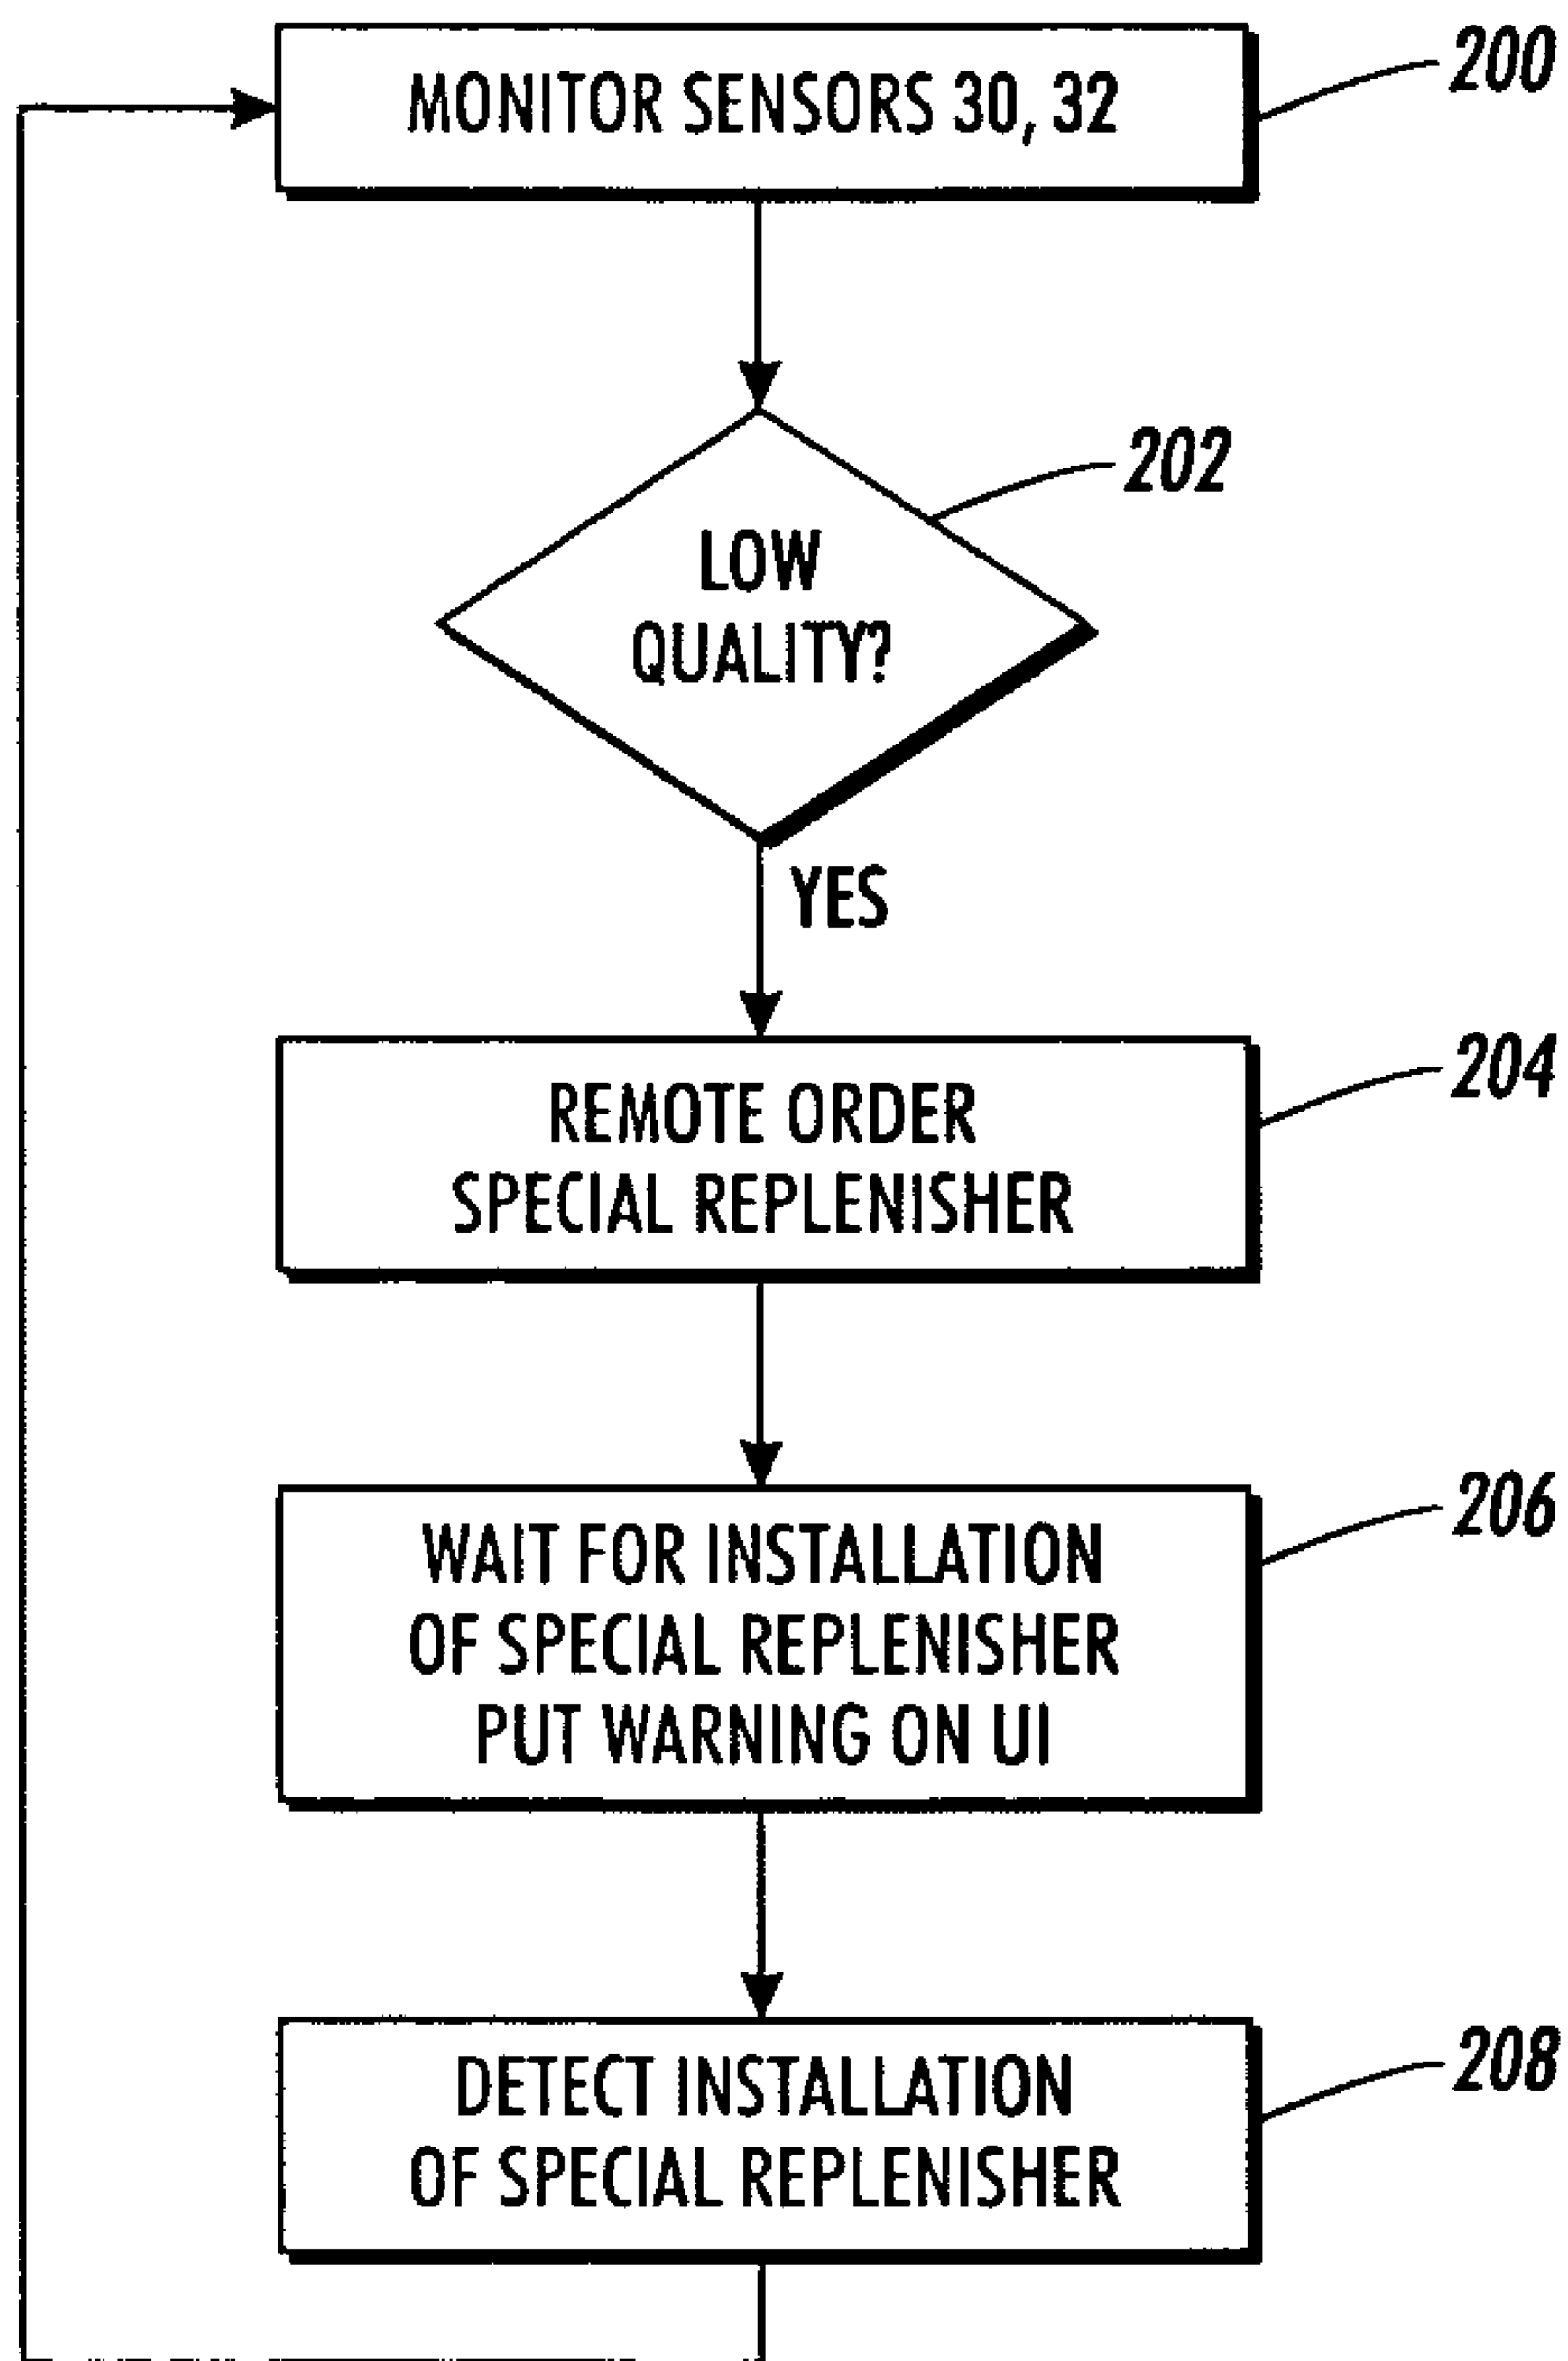 MONITOR SENSORS 30, 32
200
LOW
QUALITY?
202
YES
REMOTE ORDER
SPECIAL REPLENISHER
204
WAIT FOR INSTALLATION
OF SPECIAL REPLENISHER
PUT WARNING ON UI
206
DETECT INSTALLATION
OF SPECIAL REPLENISHER
208